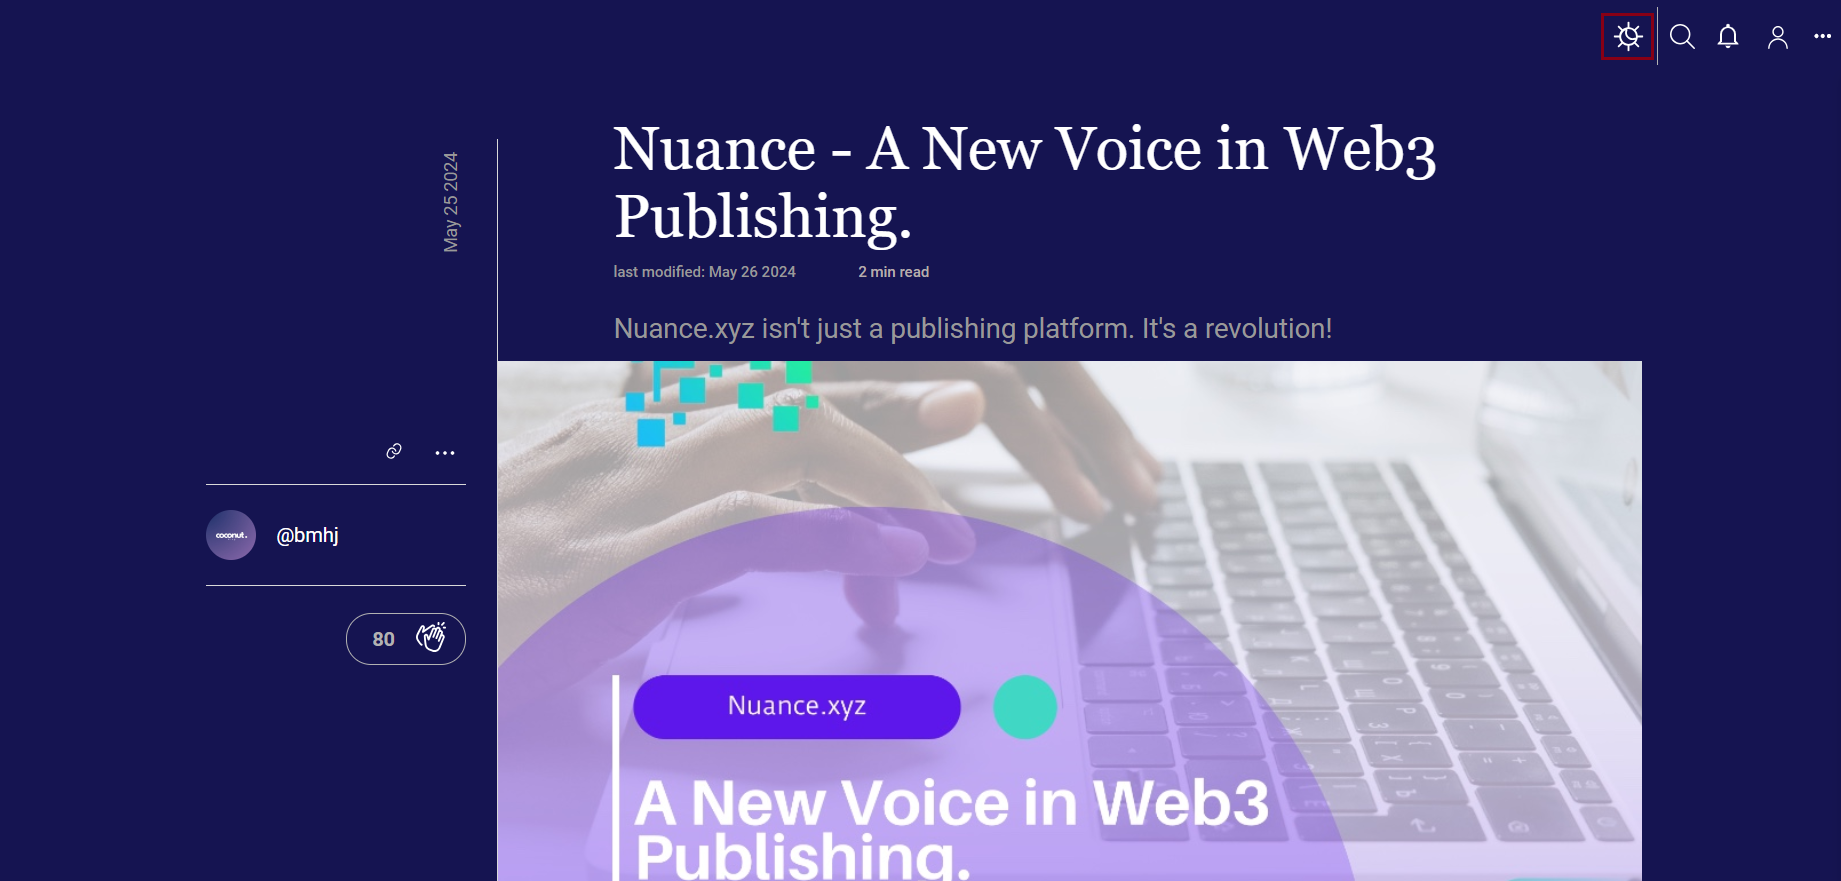 May 25 2024
Nuance - A New Voice in Web3
Publishing.
last modified: May 26 2024 2 min read
Nuance.xyz isn't just a publishing platform. It's a revolution!
coconut.
@bmhj
80
Nuance.xyz
A New Voice in Web3
Publishing.